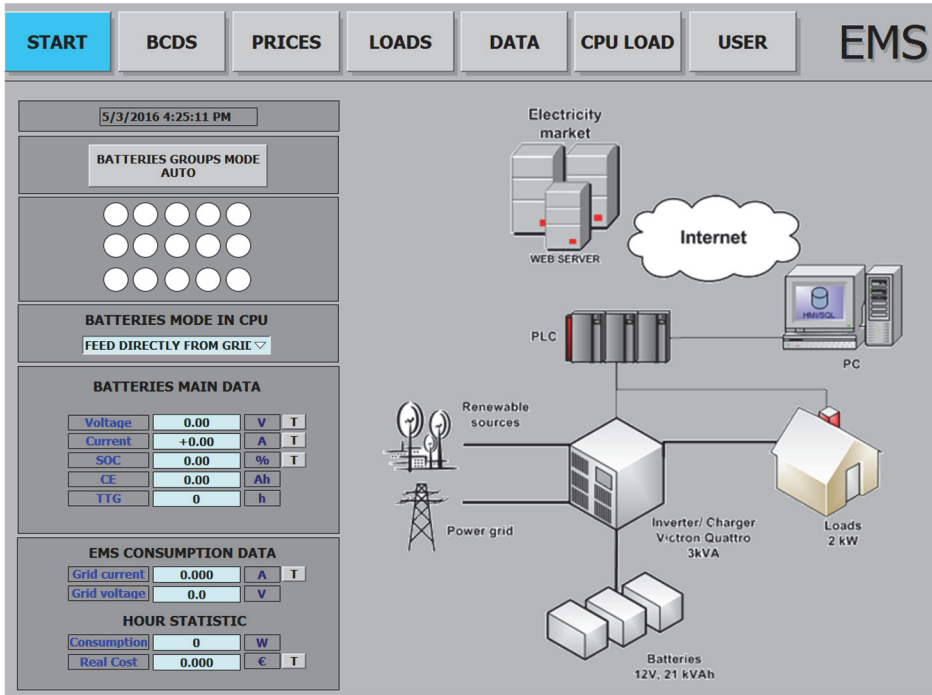 START BCDS PRICES LOADS DATA CPU LOAD USER EMS
5/3/2016 4:25:11 PM
BATTERIES GROUPS MODE
AUTO
BATTERIES MODE IN CPU
FEED DIRECTLY FROM GRIE
BATTERIES MAIN DATA
Voltage 0.00 V T
Current +0.00 A T
SOC 0.00 % T
CE 0.00 Ah
TTG 0 h
EMS CONSUMPTION DATA
Grid current 0.000 A T
Grid voltage 0.0 V
HOUR STATISTIC
Consumption 0 W
Real Cost 0.000 € T
Electricity
market
WEB SERVER
Internet
HMI/SQL
PC
PLC
Renewable
sources
Power grid
Inverter/ Charger
Victron Quattro
3kVA
Loads
2 kW
Batteries
12V, 21 kVAh